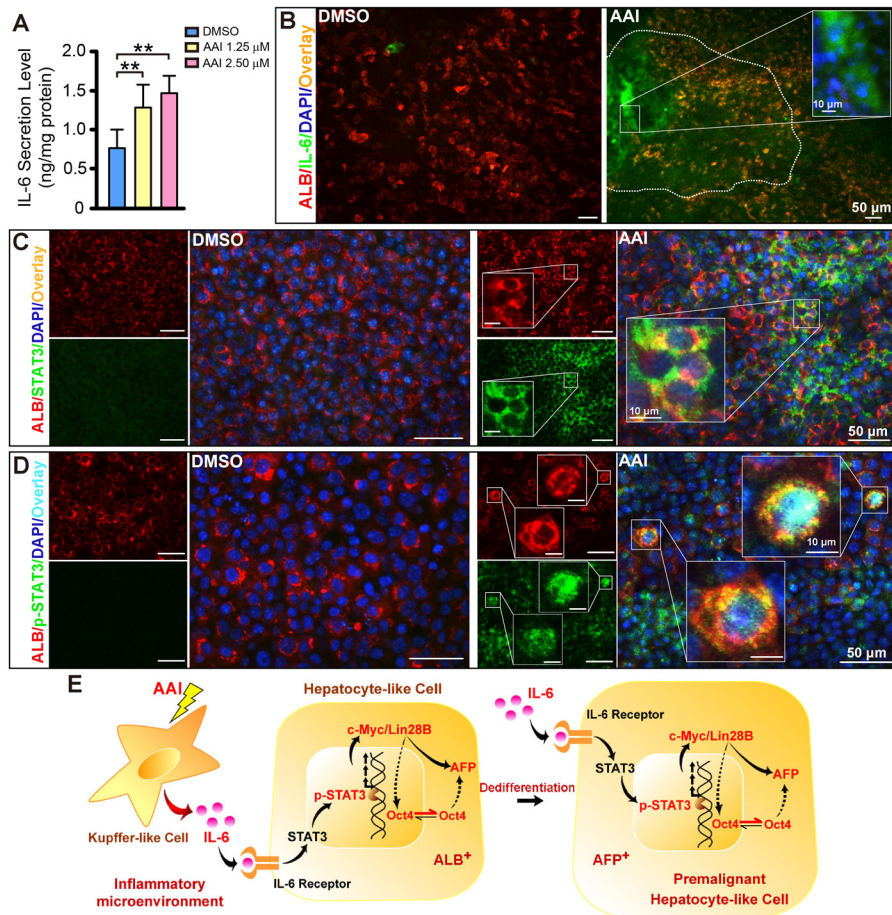 A
IL-6 Secretion Level
(ng/mg protein)
2.0
1.5
1.0
0.5
0
**
**
DMSO
AAI 1.25 μM
AAI 2.50 μM
B
ALB/IL-6/DAPI/Overlay
DMSO
AAI
10 μm
50 μm
C
ALB/STAT3/DAPI/Overlay
DMSO
AAI
10 μm
50 μm
D
ALB/p-STAT3/DAPI/Overlay
DMSO
AAI
10 μm
50 μm
E
AAI
Kupffer-like Cell
IL-6
Inflammatory
microenvironment
Hepatocyte-like Cell
c-Myc/Lin28B
AFP
p-STAT3
Oct4
Oct4
STAT3
IL-6 Receptor
ALB+
Dedifferentiation
IL-6
IL-6 Receptor
STAT3
c-Myc/Lin28B
AFP
p-STAT3
Oct4
Oct4
AFP+
Premalignant
Hepatocyte-like Cell